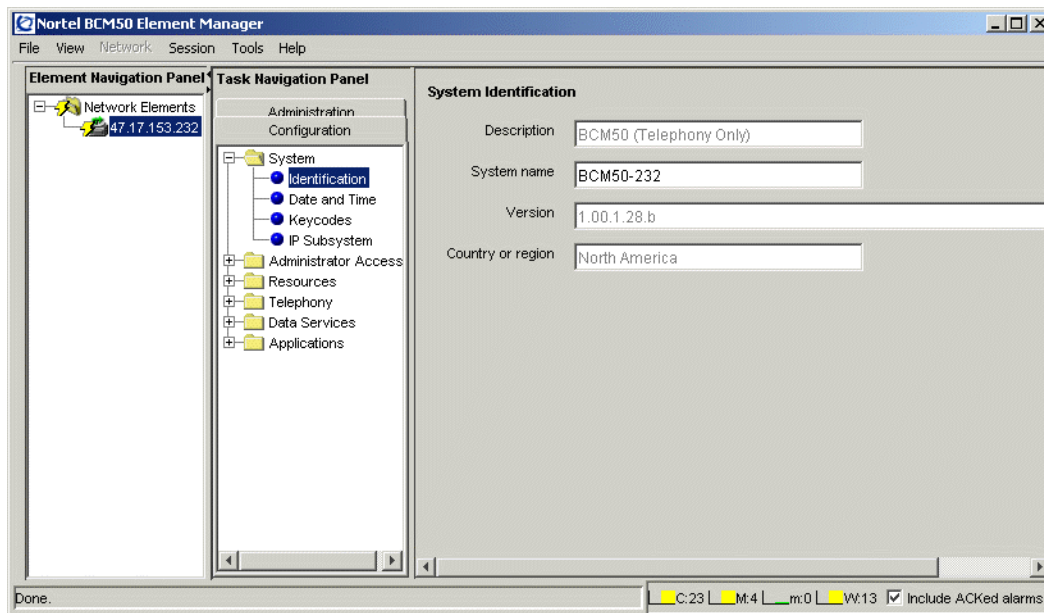 Nortel BCM50 Element Manager
File View Network Session Tools Help
Element Navigation Panel
Network Elements
47.17.153.232
Task Navigation Panel
Administration
Configuration
System
Identification
Date and Time
Keycodes
IP Subsystem
Administrator Access
Resources
Telephony
Data Services
Applications
System Identification
Description BCM50 (Telephony Only)
System name BCM50-232
Version 1.00.1.28.b
Country or region North America
Done.
C:23 M:4 m:0 W:13 Include ACKed alarms